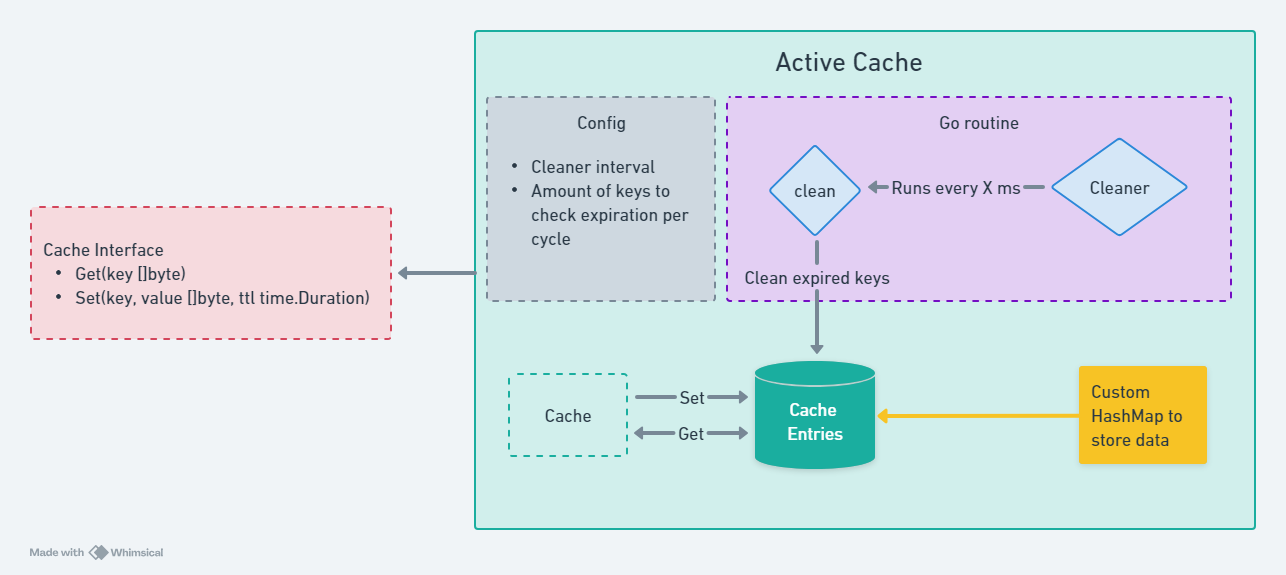 Active Cache
Config
• Cleaner interval
• Amount of keys to
check expiration per
cycle
Go routine
clean
Runs every X ms
Cleaner
Clean expired keys
Cache Interface
• Get(key []byte)
• Set(key, value []byte, ttl time.Duration)
Cache
Set
Get
Cache
Entries
Custom
HashMap to
store data
Made with Whimsical